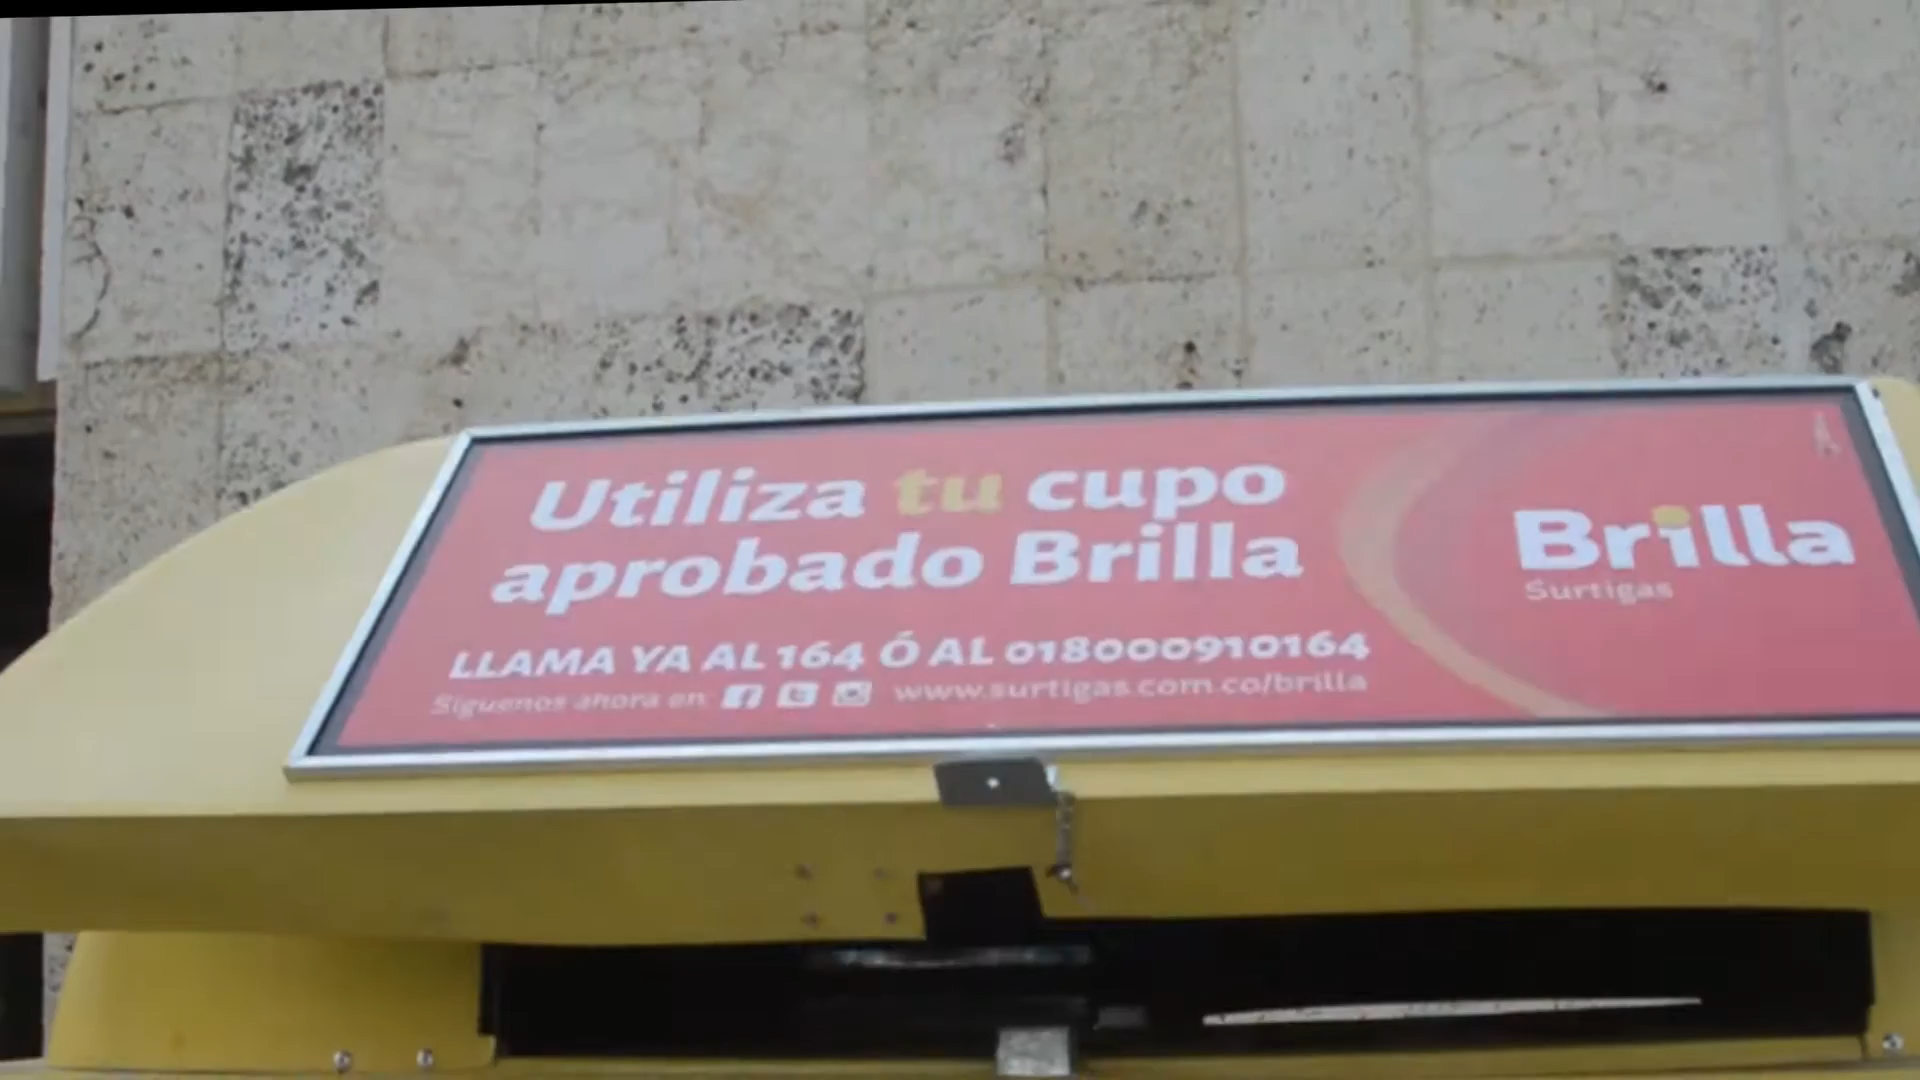 Utiliza tu cupo
aprobado Brilla
LLAMA YA AL 164 Ó AL 018000910164
Síguenos ahora en www.surtigas.com.co/brilla
Brilla
Surtigas